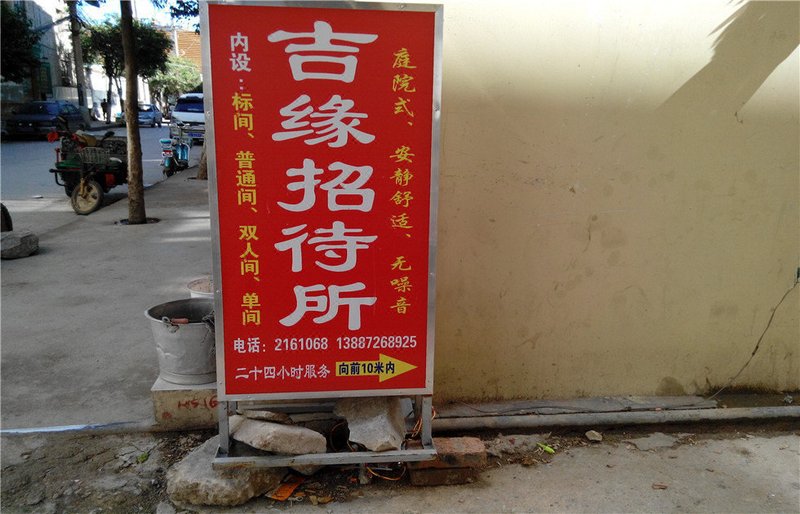 吉缘招待所
内设：标间、普通间、双人间、单间
庭院式、安静舒适、无噪音
电话：2161068 13887268925
二十四小时服务
向前10米内